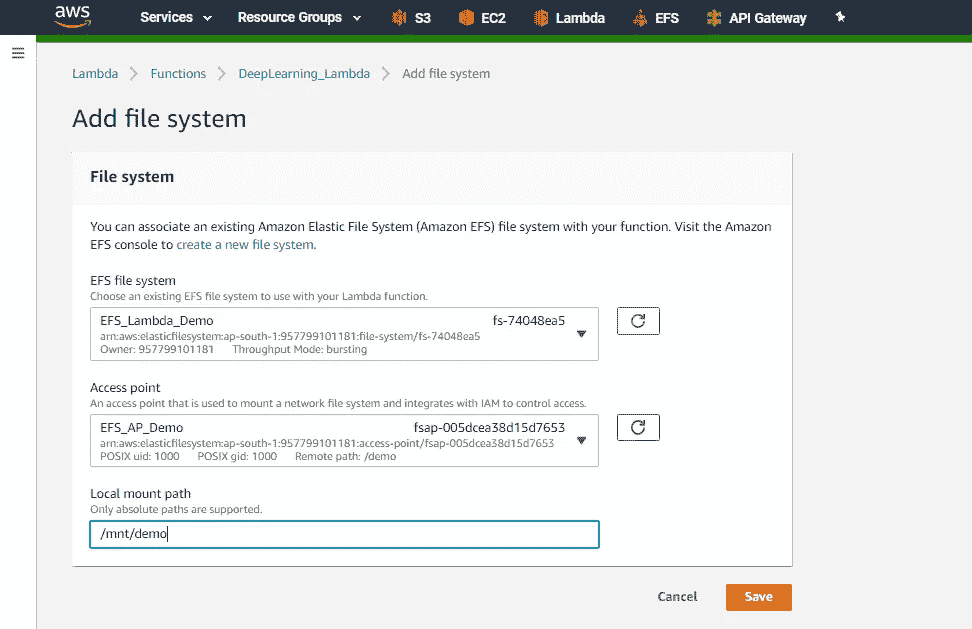 aws Services Resource Groups S3 EC2 Lambda EFS API Gateway
Lambda Functions DeepLearning_Lambda Add file system
Add file system
File system
You can associate an existing Amazon Elastic File System (Amazon EFS) file system with your function. Visit the Amazon
EFS console to create a new file system.
EFS file system
Choose an existing EFS file system to use with your Lambda function.
EFS_Lambda_Demo fs-74048ea5
arn:aws:elasticfilesystem:ap-south-1:957799101181:file-system/fs-74048ea5
Owner: 957799101181 Throughput Mode: bursting
Access point
An access point that is used to mount a network file system and integrates with IAM to control access.
EFS_AP_Demo fsap-005dcea38d15d7653
arn:aws:elasticfilesystem:ap-south-1:957799101181:access-point/fsap-005dcea38d15d7653
POSIX uid: 1000 POSIX gid: 1000 Remote path: /demo
Local mount path
Only absolute paths are supported.
/mnt/demo
Cancel Save